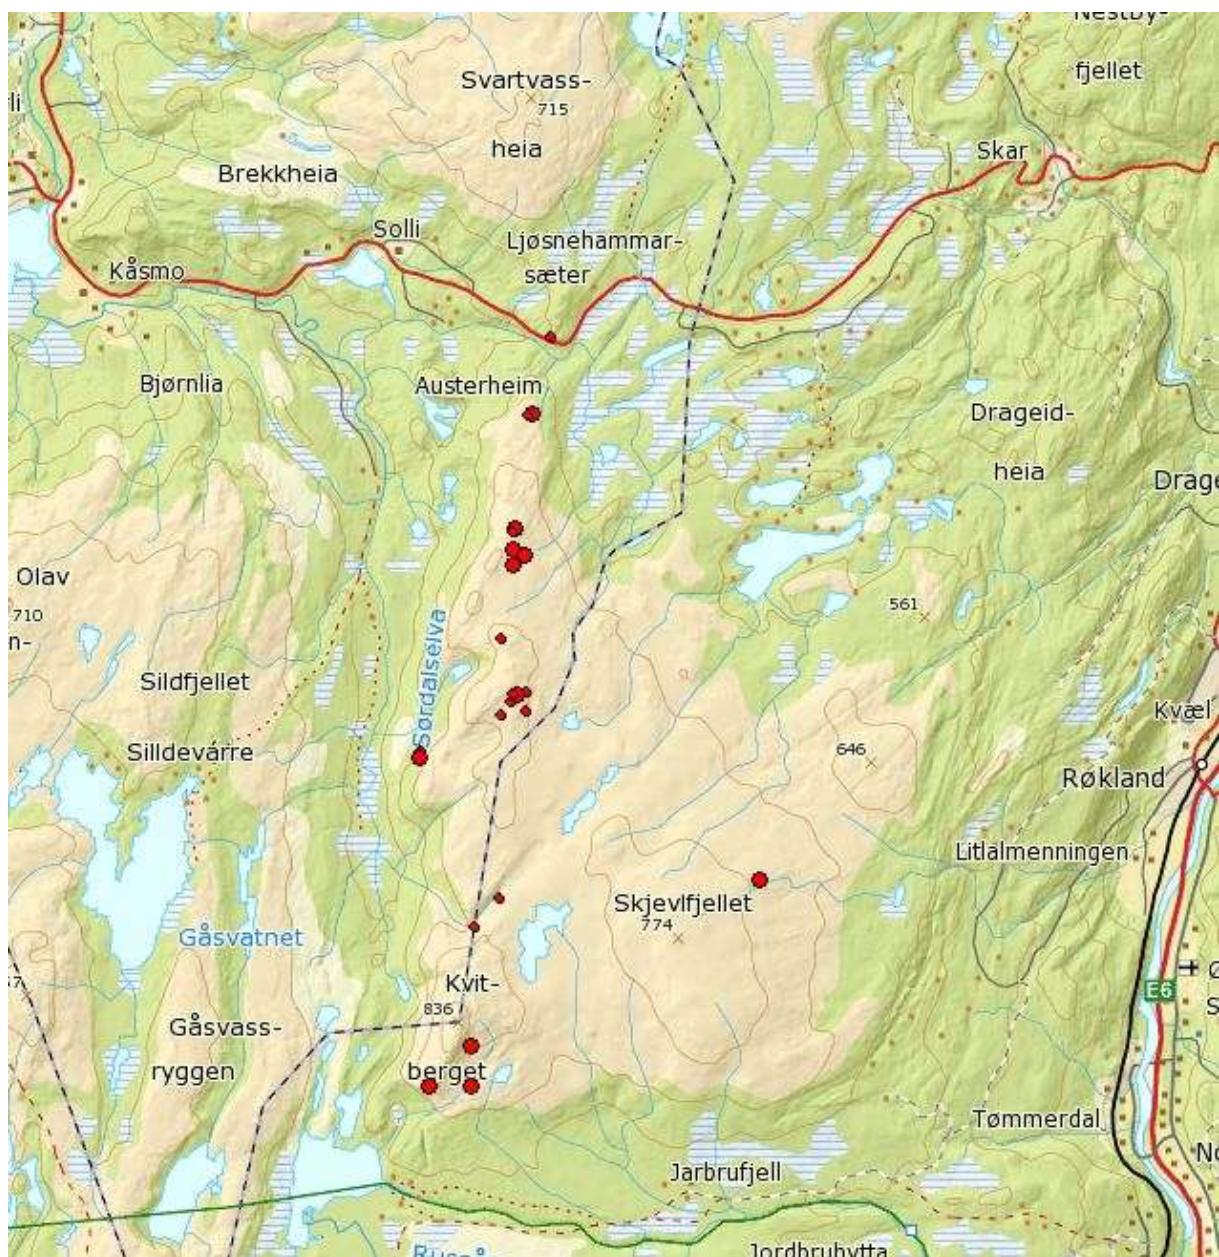 Nestby-
fjellet
Svartvass-
715
heia
Skar
Brekkheia
Solli
Ljøsnehammar-
sæter
Kåsmo
Bjørnlia
Austerheim
Drageid-
heia
Olav
710
n-
561
Sørdalselva
Sildfjellet
Silldevárre
Kvæl
646
Røkland
Litlalmenningen
Skjevlfjellet
774
Gåsvatnet
Kvit-
836
E6
Gåsvass-
ryggen
berget
Tømmerdal
Jarbrufjell
Jordbruhytta